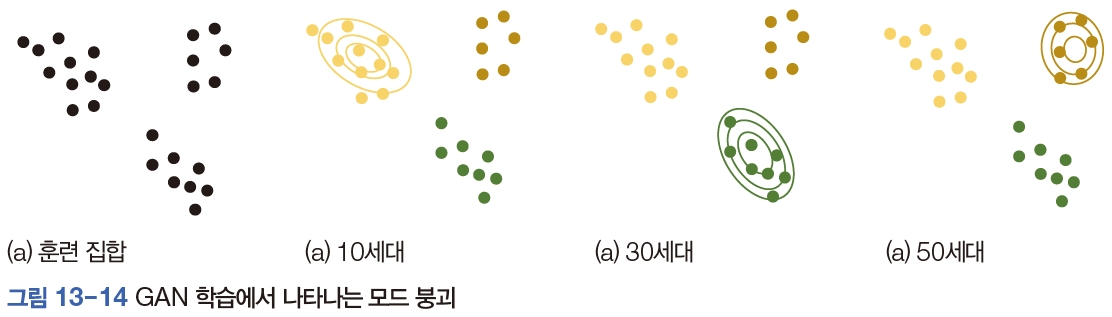 (a) 훈련 집합
(a) 10세대
(a) 30세대
(a) 50세대
그림 13-14 GAN 학습에서 나타나는 모드 붕괴